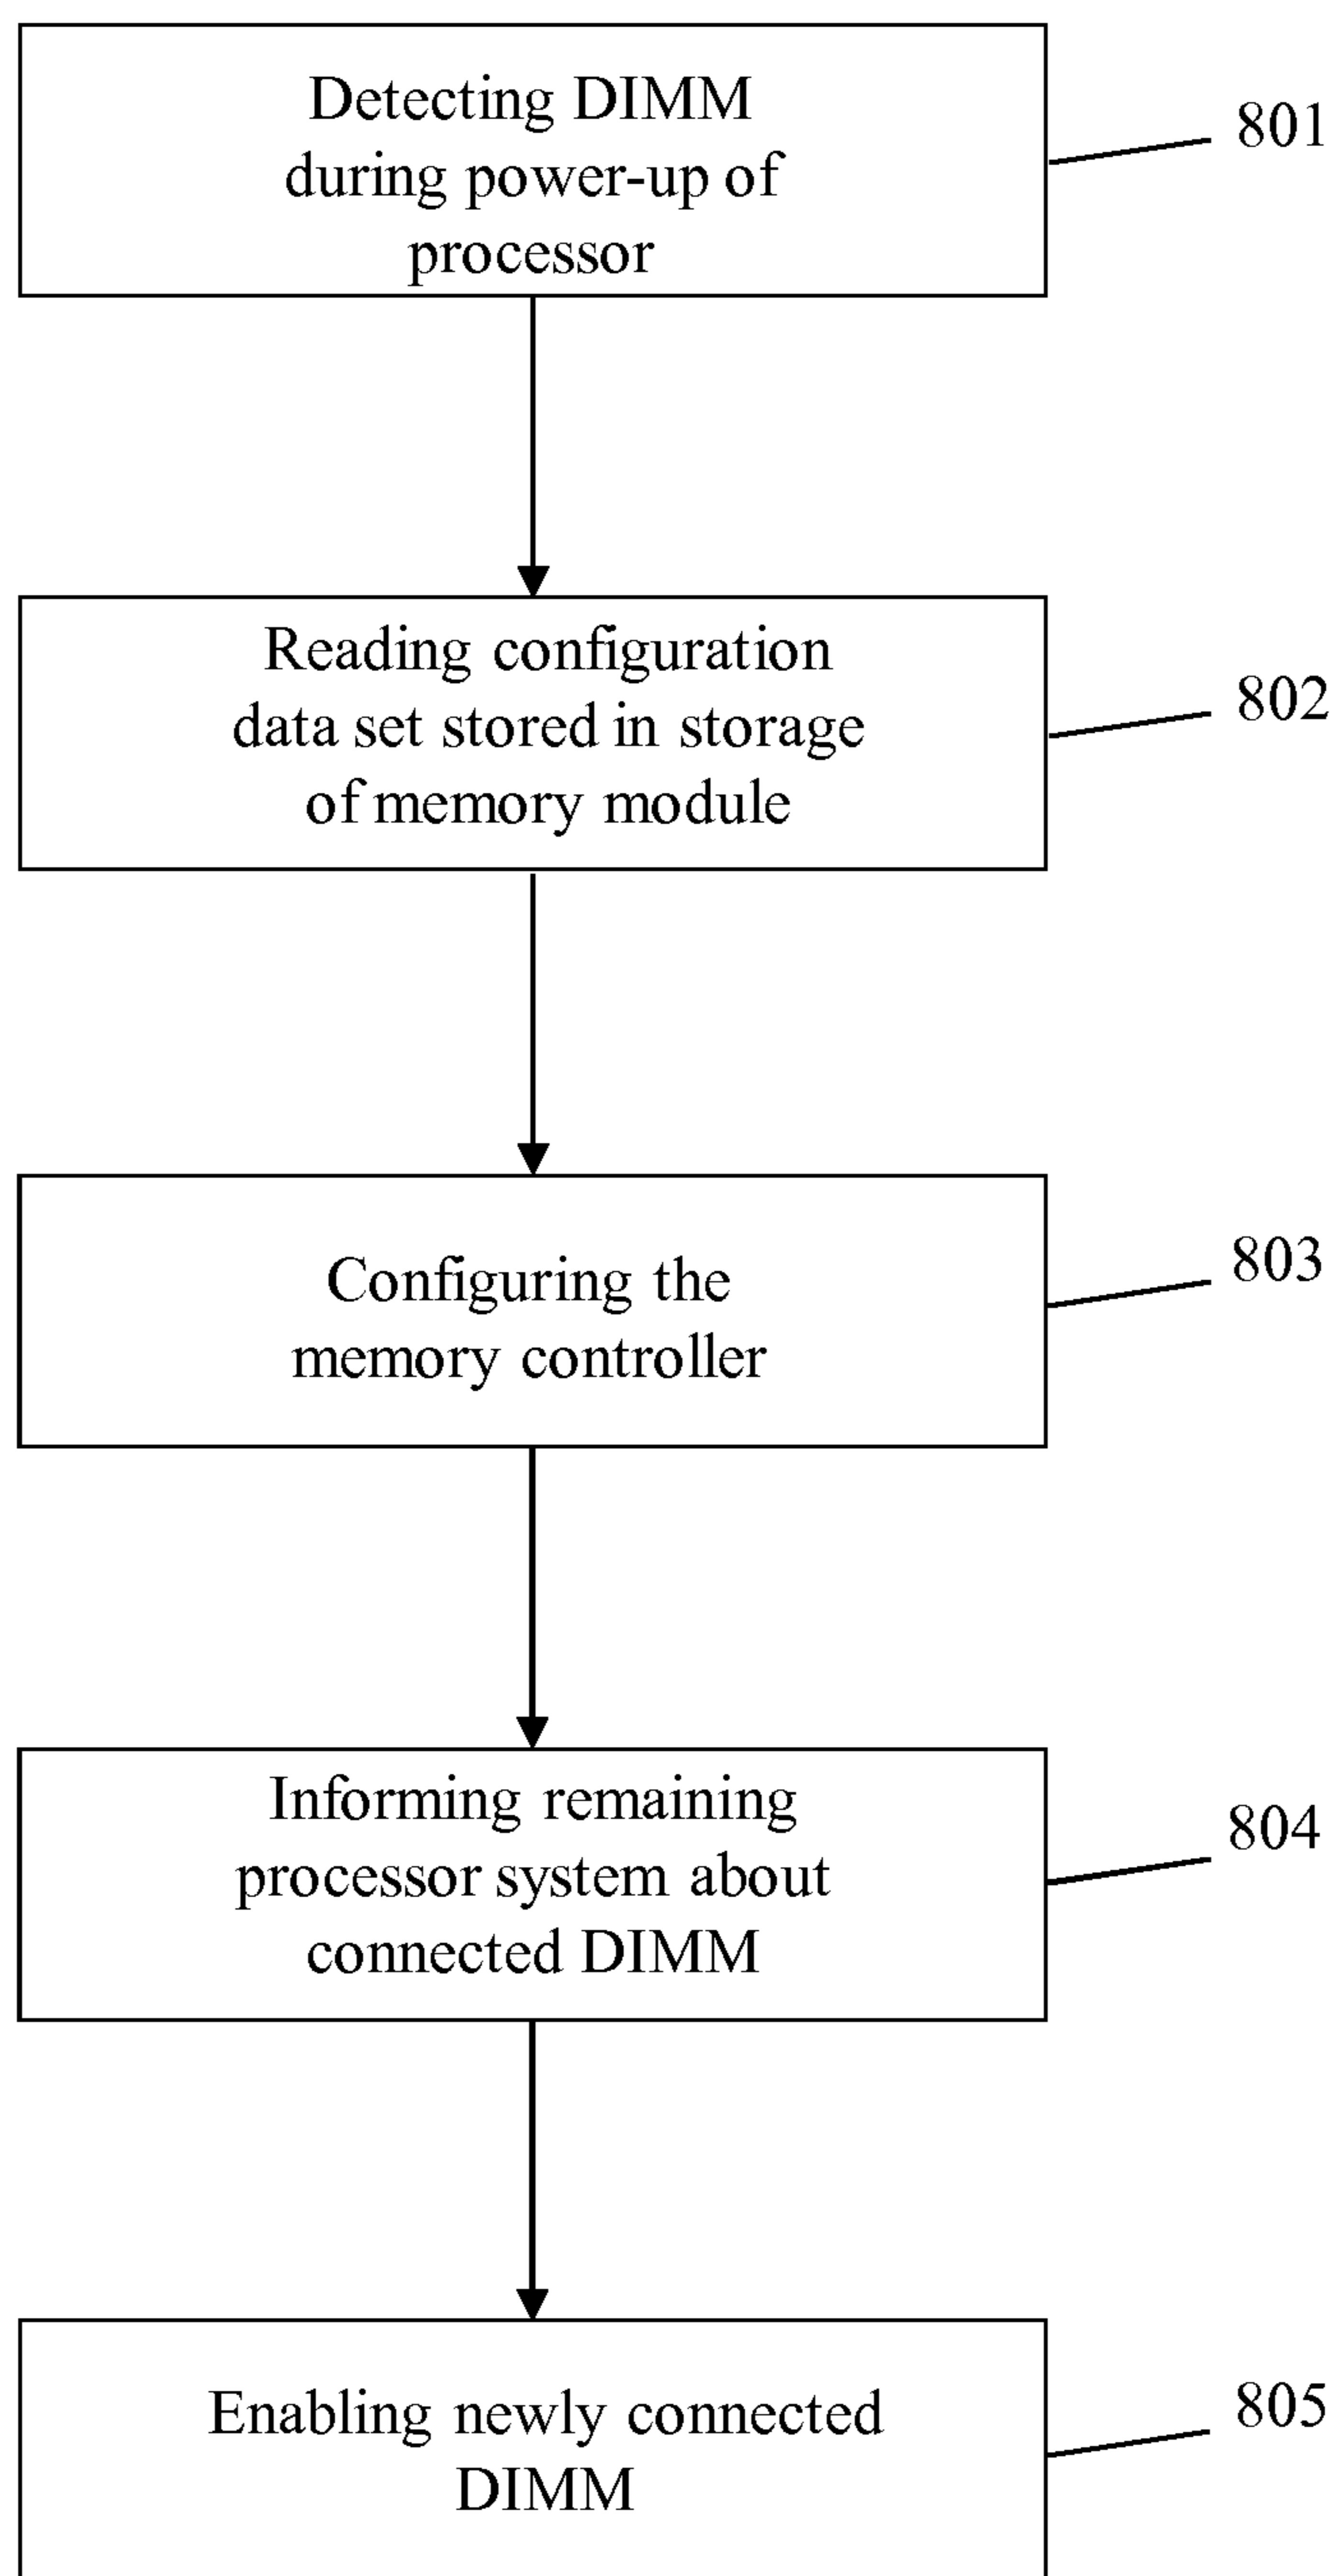 Detecting DIMM
during power-up of
processor
801
Reading configuration
data set stored in storage
of memory module
802
Configuring the
memory controller
803
Informing remaining
processor system about
connected DIMM
804
Enabling newly connected
DIMM
805